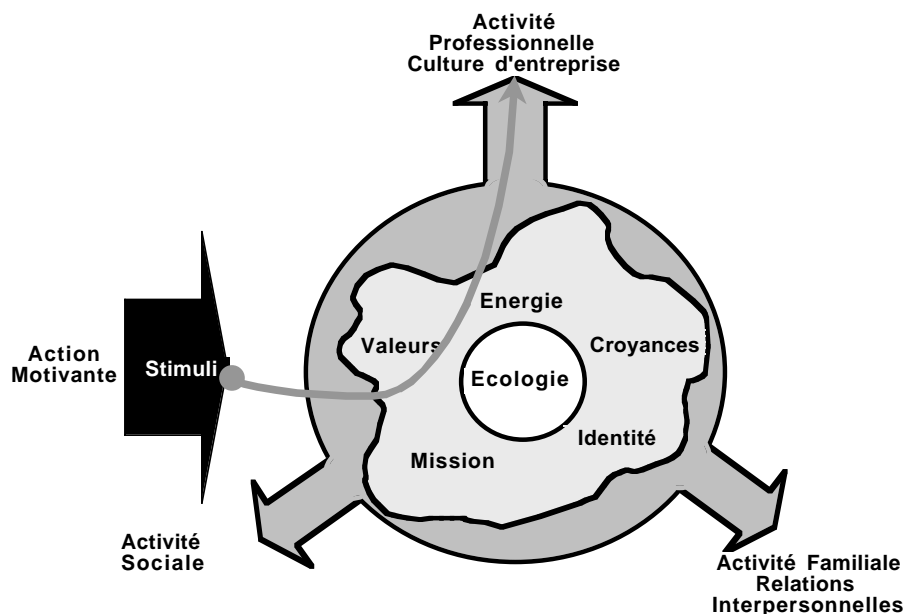 Activité
Professionnelle
Culture d'entreprise
Energie
Valeurs
Croyances
Action
Motivante
Stimuli
Ecologie
Identité
Mission
Activité
Sociale
Activité Familiale
Relations
Interpersonnelles